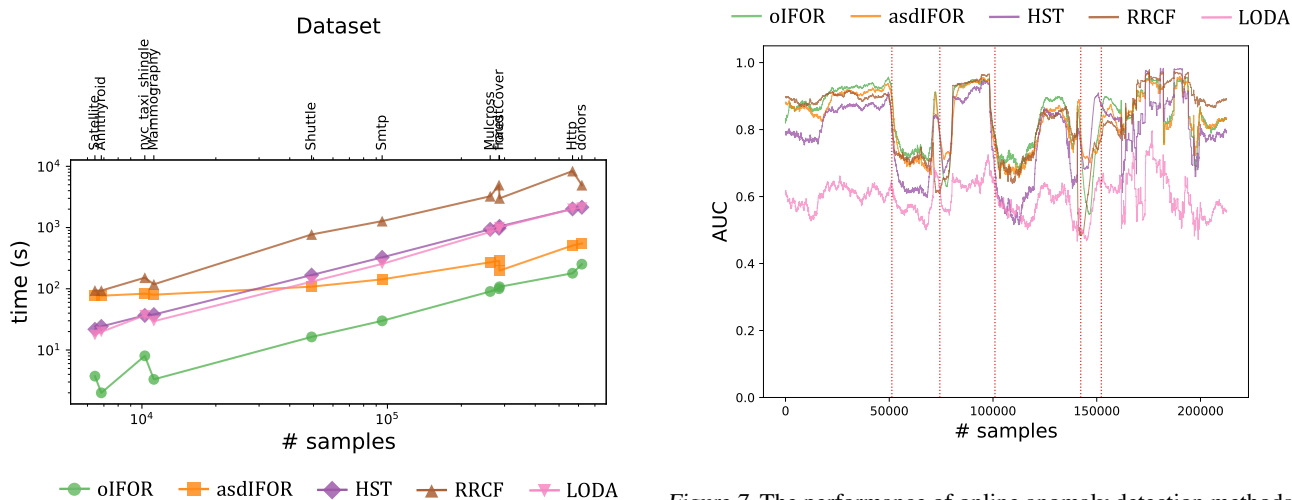 Dataset
Satellite
Annthyroid
nyc_taxi_shingle
Mammography
Shuttle
Smtp
Mulcross
ForestCover
Http
donors
10^4
10^3
10^2
10^1
time (s)
10^4
10^5
# samples
oIFOR asdIFOR HST RRCF LODA
oIFOR asdIFOR HST RRCF LODA
1.0
0.8
0.6
0.4
0.2
0.0
AUC
0 50000 100000 150000 200000
# samples
Figure 7. The performance of online anomaly detection methods